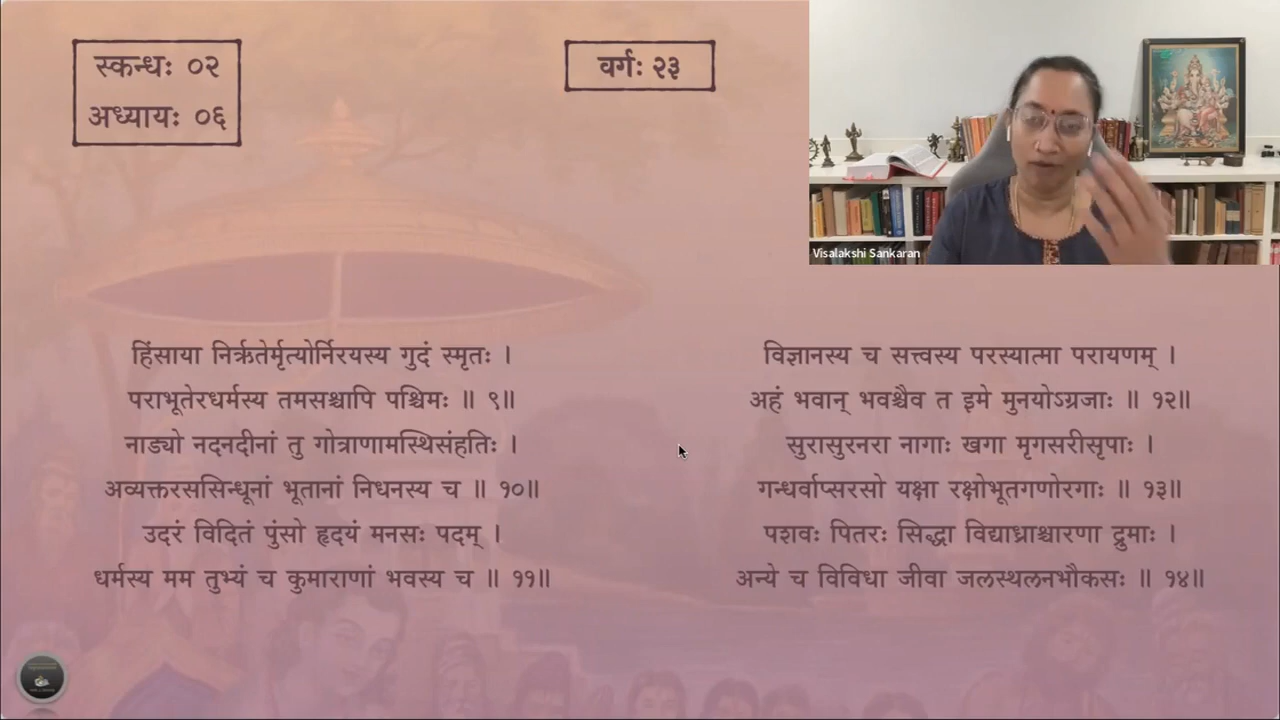 स्कन्धः ०२
अध्यायः ०६
वर्गः २३
Visalakshi Sankaran
हिंसाया निर्ऋतेर्मृत्योर्निरयस्य गुदं स्मृतः ।
पराभूतेरधर्मस्य तमसश्चापि पश्चिमः ॥ ९॥
नाड्यो नदनदीनां तु गोत्राणामस्थिसंहतिः ।
अव्यक्तरससिन्धूनां भूतानां निधनस्य च ॥ १०॥
उदरं विदितं पुंसो हृदयं मनसः पदम् ।
धर्मस्य मम तुभ्यं च कुमाराणां भवस्य च ॥ ११॥
विज्ञानस्य च सत्त्वस्य परस्यात्मा परायणम् ।
अहं भवान् भवश्चैव त इमे मुनयोऽग्रजाः ॥ १२॥
सुरासुरनरा नागाः खगा मृगसरीसृपाः ।
गन्धर्वाप्सरसो यक्षा रक्षोभूतगणोरगाः ॥ १३॥
पशवः पितरः सिद्धा विद्याध्राश्चारणा द्रुमाः ।
अन्ये च विविधा जीवा जलस्थलनभौकसः ॥ १४॥